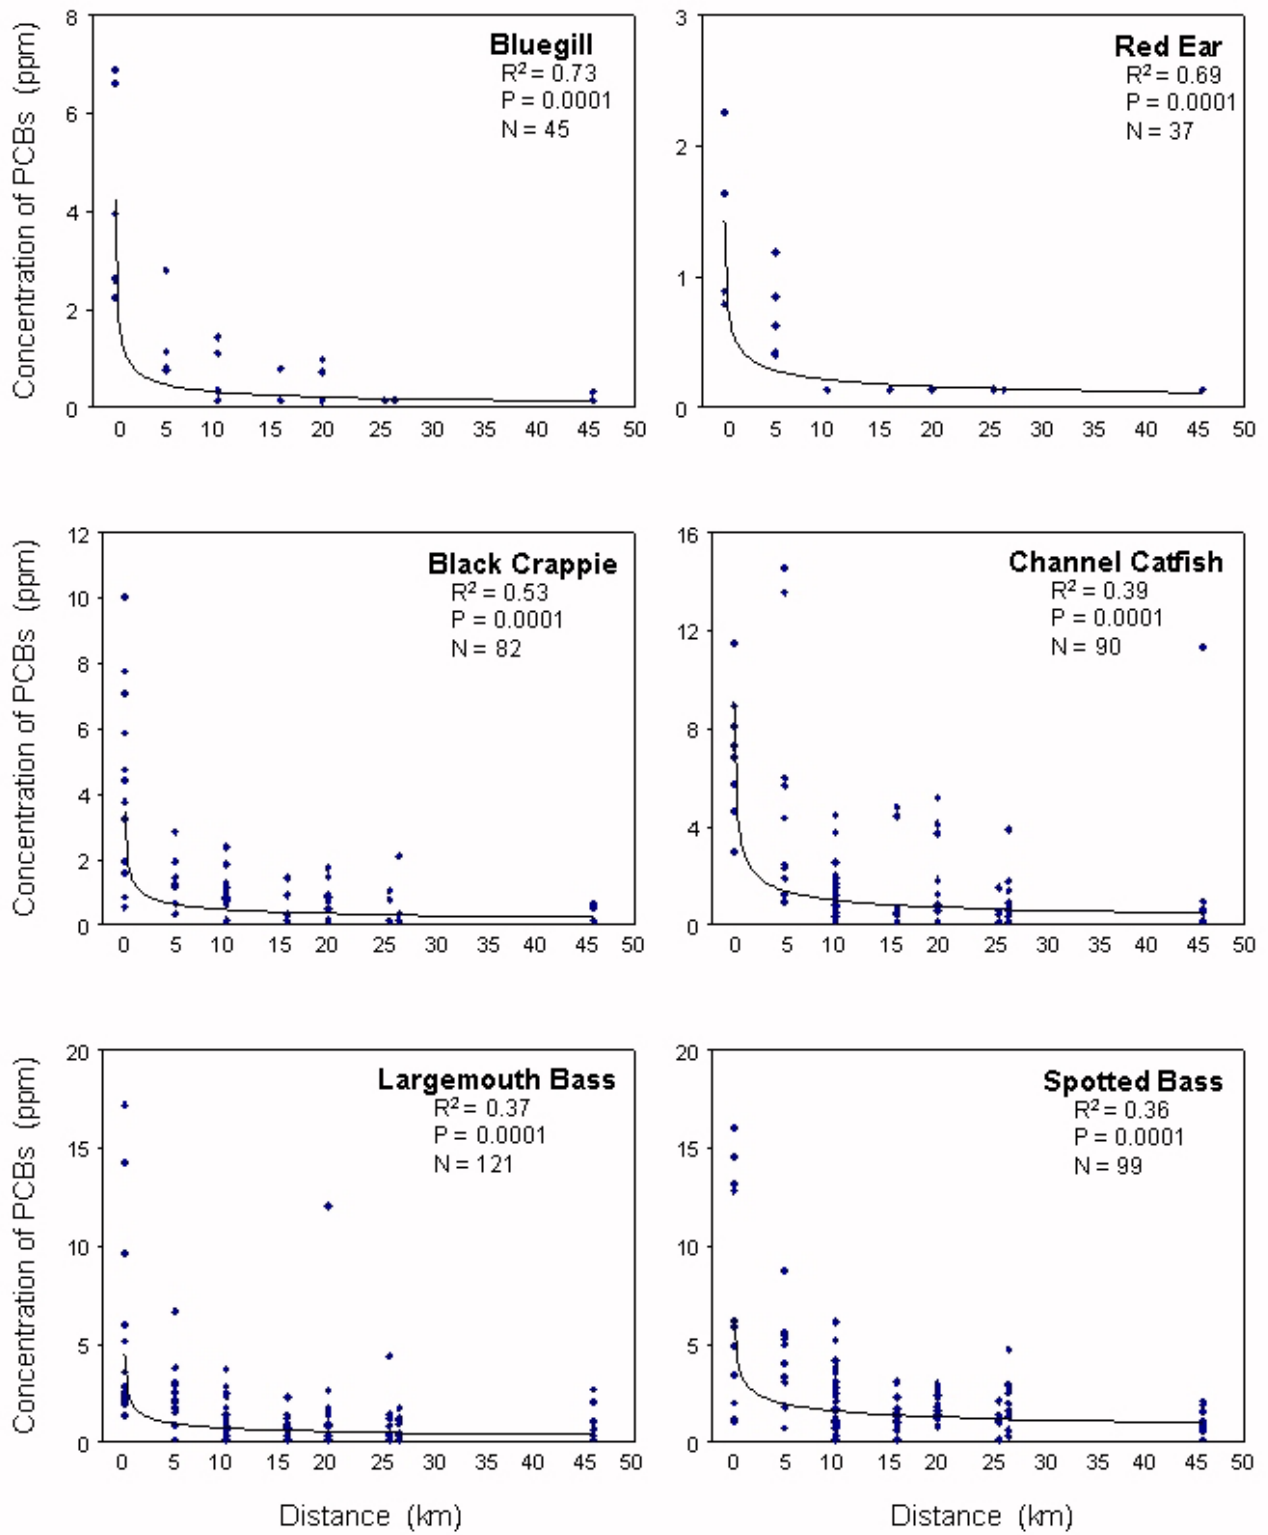 Concentration of PCBs (ppm)
8
6
4
2
0
Bluegill
R² = 0.73
P = 0.0001
N = 45
0 5 10 15 20 25 30 35 40 45 50
3
2
1
0
Red Ear
R² = 0.69
P = 0.0001
N = 37
0 5 10 15 20 25 30 35 40 45 50
Concentration of PCBs (ppm)
12
10
8
6
4
2
0
Black Crappie
R² = 0.53
P = 0.0001
N = 82
0 5 10 15 20 25 30 35 40 45 50
16
12
8
4
0
Channel Catfish
R² = 0.39
P = 0.0001
N = 90
0 5 10 15 20 25 30 35 40 45 50
Concentration of PCBs (ppm)
20
15
10
5
0
Largemouth Bass
R² = 0.37
P = 0.0001
N = 121
0 5 10 15 20 25 30 35 40 45 50
Distance (km)
20
15
10
5
0
Spotted Bass
R² = 0.36
P = 0.0001
N = 99
0 5 10 15 20 25 30 35 40 45 50
Distance (km)